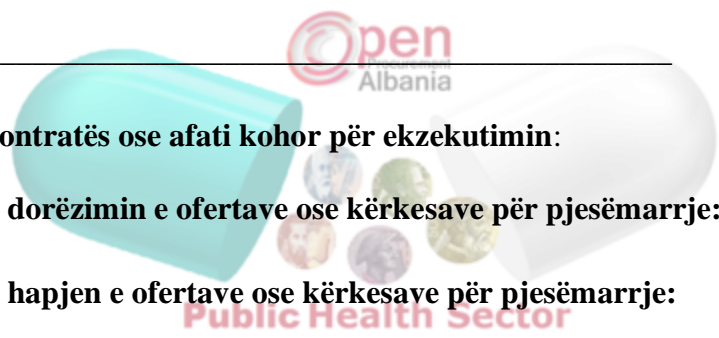 Open
Procurement
Albania
ontratës ose afati kohor për ekzekutimin:
dorëzimin e ofertave ose kërkesave për pjesëmarrje:
hapjen e ofertave ose kërkesave për pjesëmarrje:
Public Health Sector